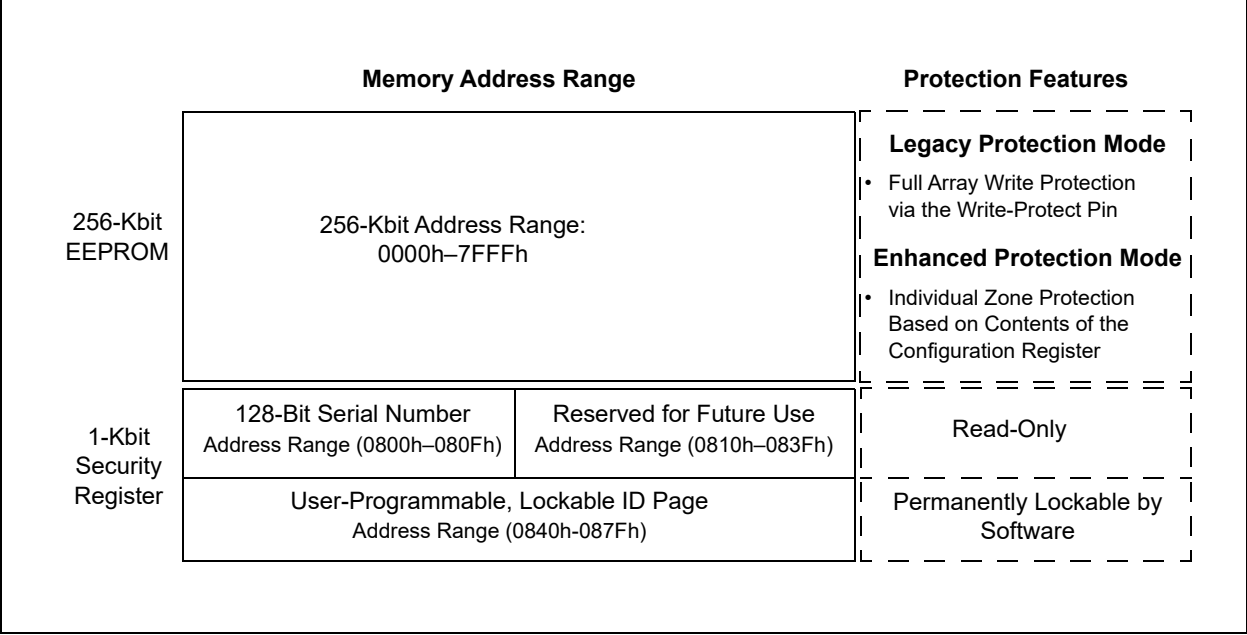 Memory Address Range
Protection Features
256-Kbit
EEPROM
256-Kbit Address Range:
0000h–7FFFh
Legacy Protection Mode
• Full Array Write Protection
via the Write-Protect Pin
Enhanced Protection Mode
• Individual Zone Protection
Based on Contents of the
Configuration Register
1-Kbit
Security
Register
128-Bit Serial Number
Address Range (0800h–080Fh)
Reserved for Future Use
Address Range (0810h–083Fh)
Read-Only
User-Programmable, Lockable ID Page
Address Range (0840h-087Fh)
Permanently Lockable by
Software